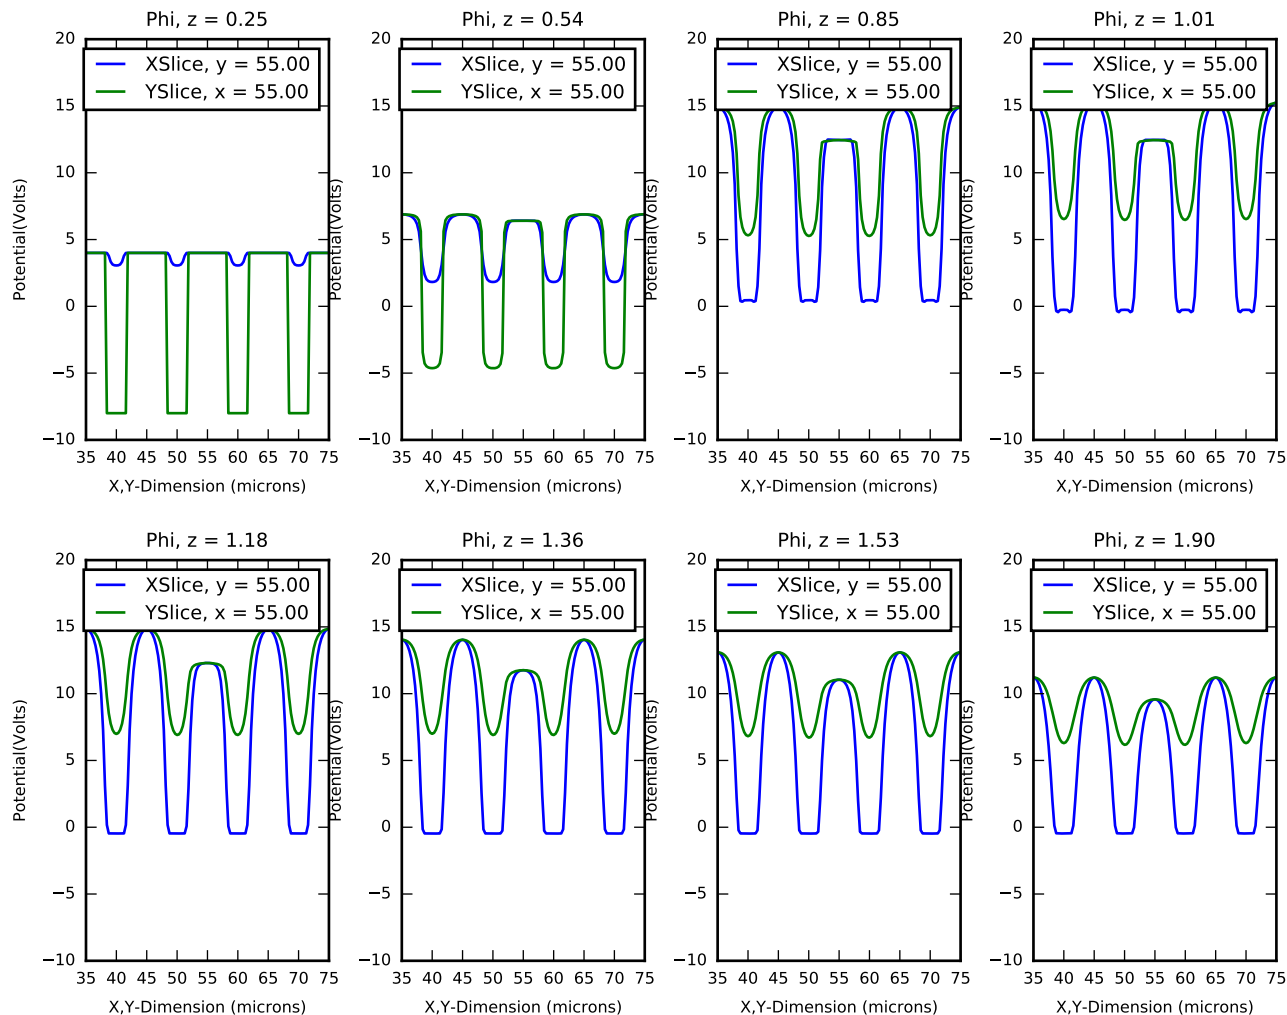 Phi, z = 0.25
20
15
10
5
0
−5
−10
35 40 45 50 55 60 65 70 75
Potential(Volts)
X,Y-Dimension (microns)
XSlice, y = 55.00
YSlice, x = 55.00
Phi, z = 0.54
20
15
10
5
0
−5
−10
35 40 45 50 55 60 65 70 75
Potential(Volts)
X,Y-Dimension (microns)
XSlice, y = 55.00
YSlice, x = 55.00
Phi, z = 0.85
20
15
10
5
0
−5
−10
35 40 45 50 55 60 65 70 75
Potential(Volts)
X,Y-Dimension (microns)
XSlice, y = 55.00
YSlice, x = 55.00
Phi, z = 1.01
20
15
10
5
0
−5
−10
35 40 45 50 55 60 65 70 75
Potential(Volts)
X,Y-Dimension (microns)
XSlice, y = 55.00
YSlice, x = 55.00
Phi, z = 1.18
20
15
10
5
0
−5
−10
35 40 45 50 55 60 65 70 75
Potential(Volts)
X,Y-Dimension (microns)
XSlice, y = 55.00
YSlice, x = 55.00
Phi, z = 1.36
20
15
10
5
0
−5
−10
35 40 45 50 55 60 65 70 75
Potential(Volts)
X,Y-Dimension (microns)
XSlice, y = 55.00
YSlice, x = 55.00
Phi, z = 1.53
20
15
10
5
0
−5
−10
35 40 45 50 55 60 65 70 75
Potential(Volts)
X,Y-Dimension (microns)
XSlice, y = 55.00
YSlice, x = 55.00
Phi, z = 1.90
20
15
10
5
0
−5
−10
35 40 45 50 55 60 65 70 75
Potential(Volts)
X,Y-Dimension (microns)
XSlice, y = 55.00
YSlice, x = 55.00